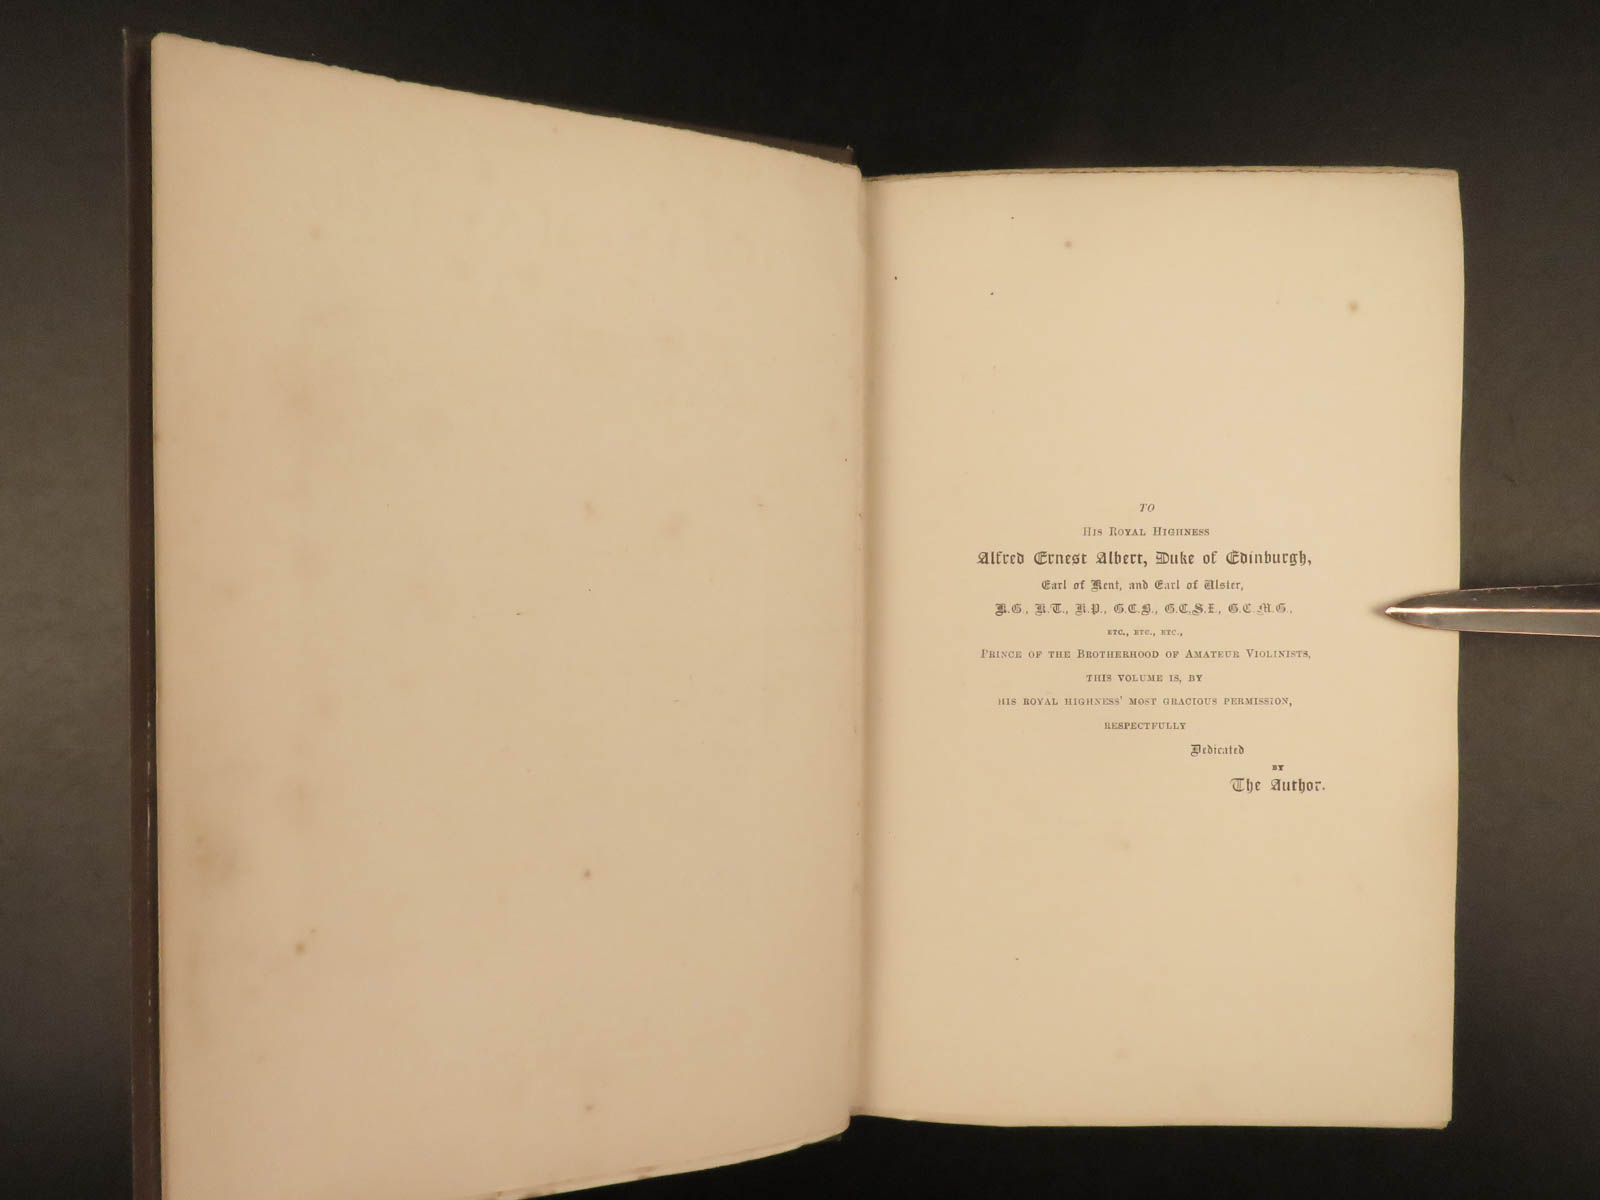 TO
HIS ROYAL HIGHNESS
Alfred Ernest Albert, Duke of Edinburgh,
Earl of Kent, and Earl of Ulster,
K.G., K.T., K.P., G.C.B., G.C.S.I., G.C.M.G.,
ETC., ETC., ETC.,
PRINCE OF THE BROTHERHOOD OF AMATEUR VIOLINISTS,
THIS VOLUME IS, BY
HIS ROYAL HIGHNESS' MOST GRACIOUS PERMISSION,
RESPECTFULLY
Dedicated
BY
The Author.